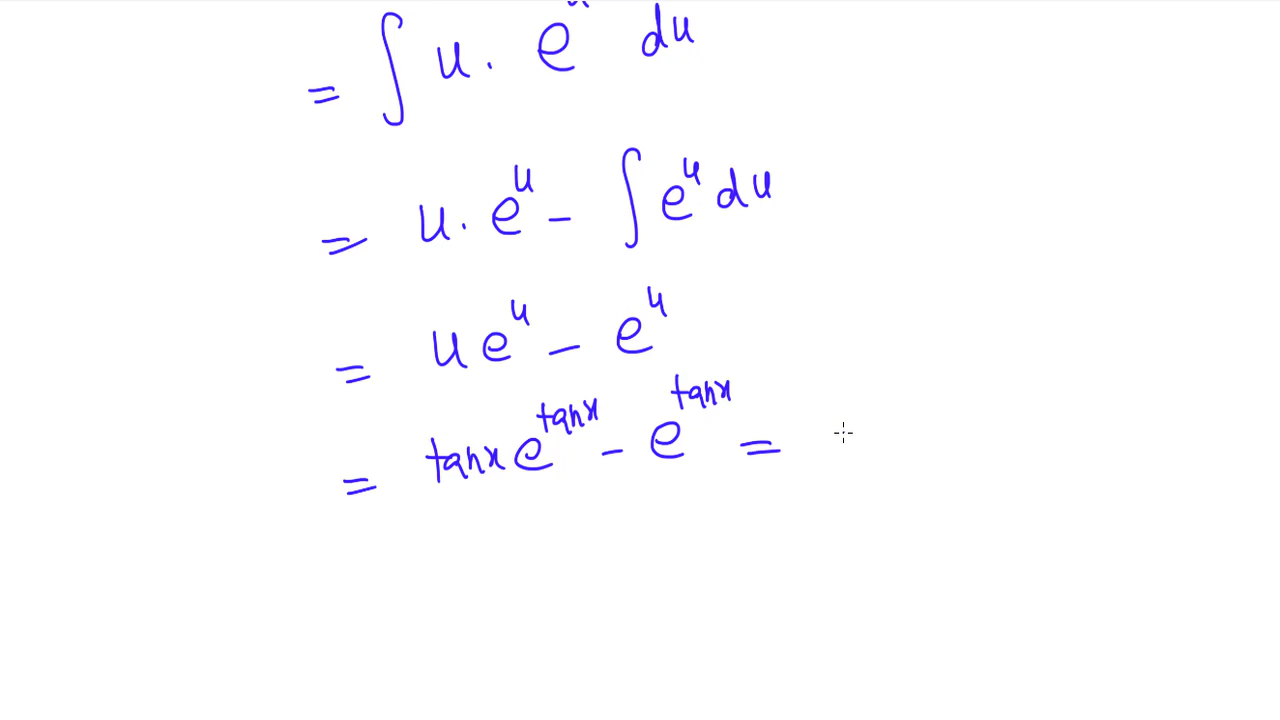 = ∫ u · e^u du
= u · e^u - ∫ e^u du
= u e^u - e^u
= tanx e^tanx - e^tanx =